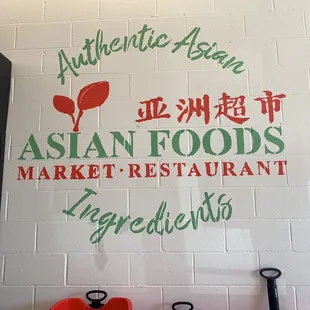 Authentic Asian
亚洲超市
ASIAN FOODS
MARKET · RESTAURANT
Ingredients